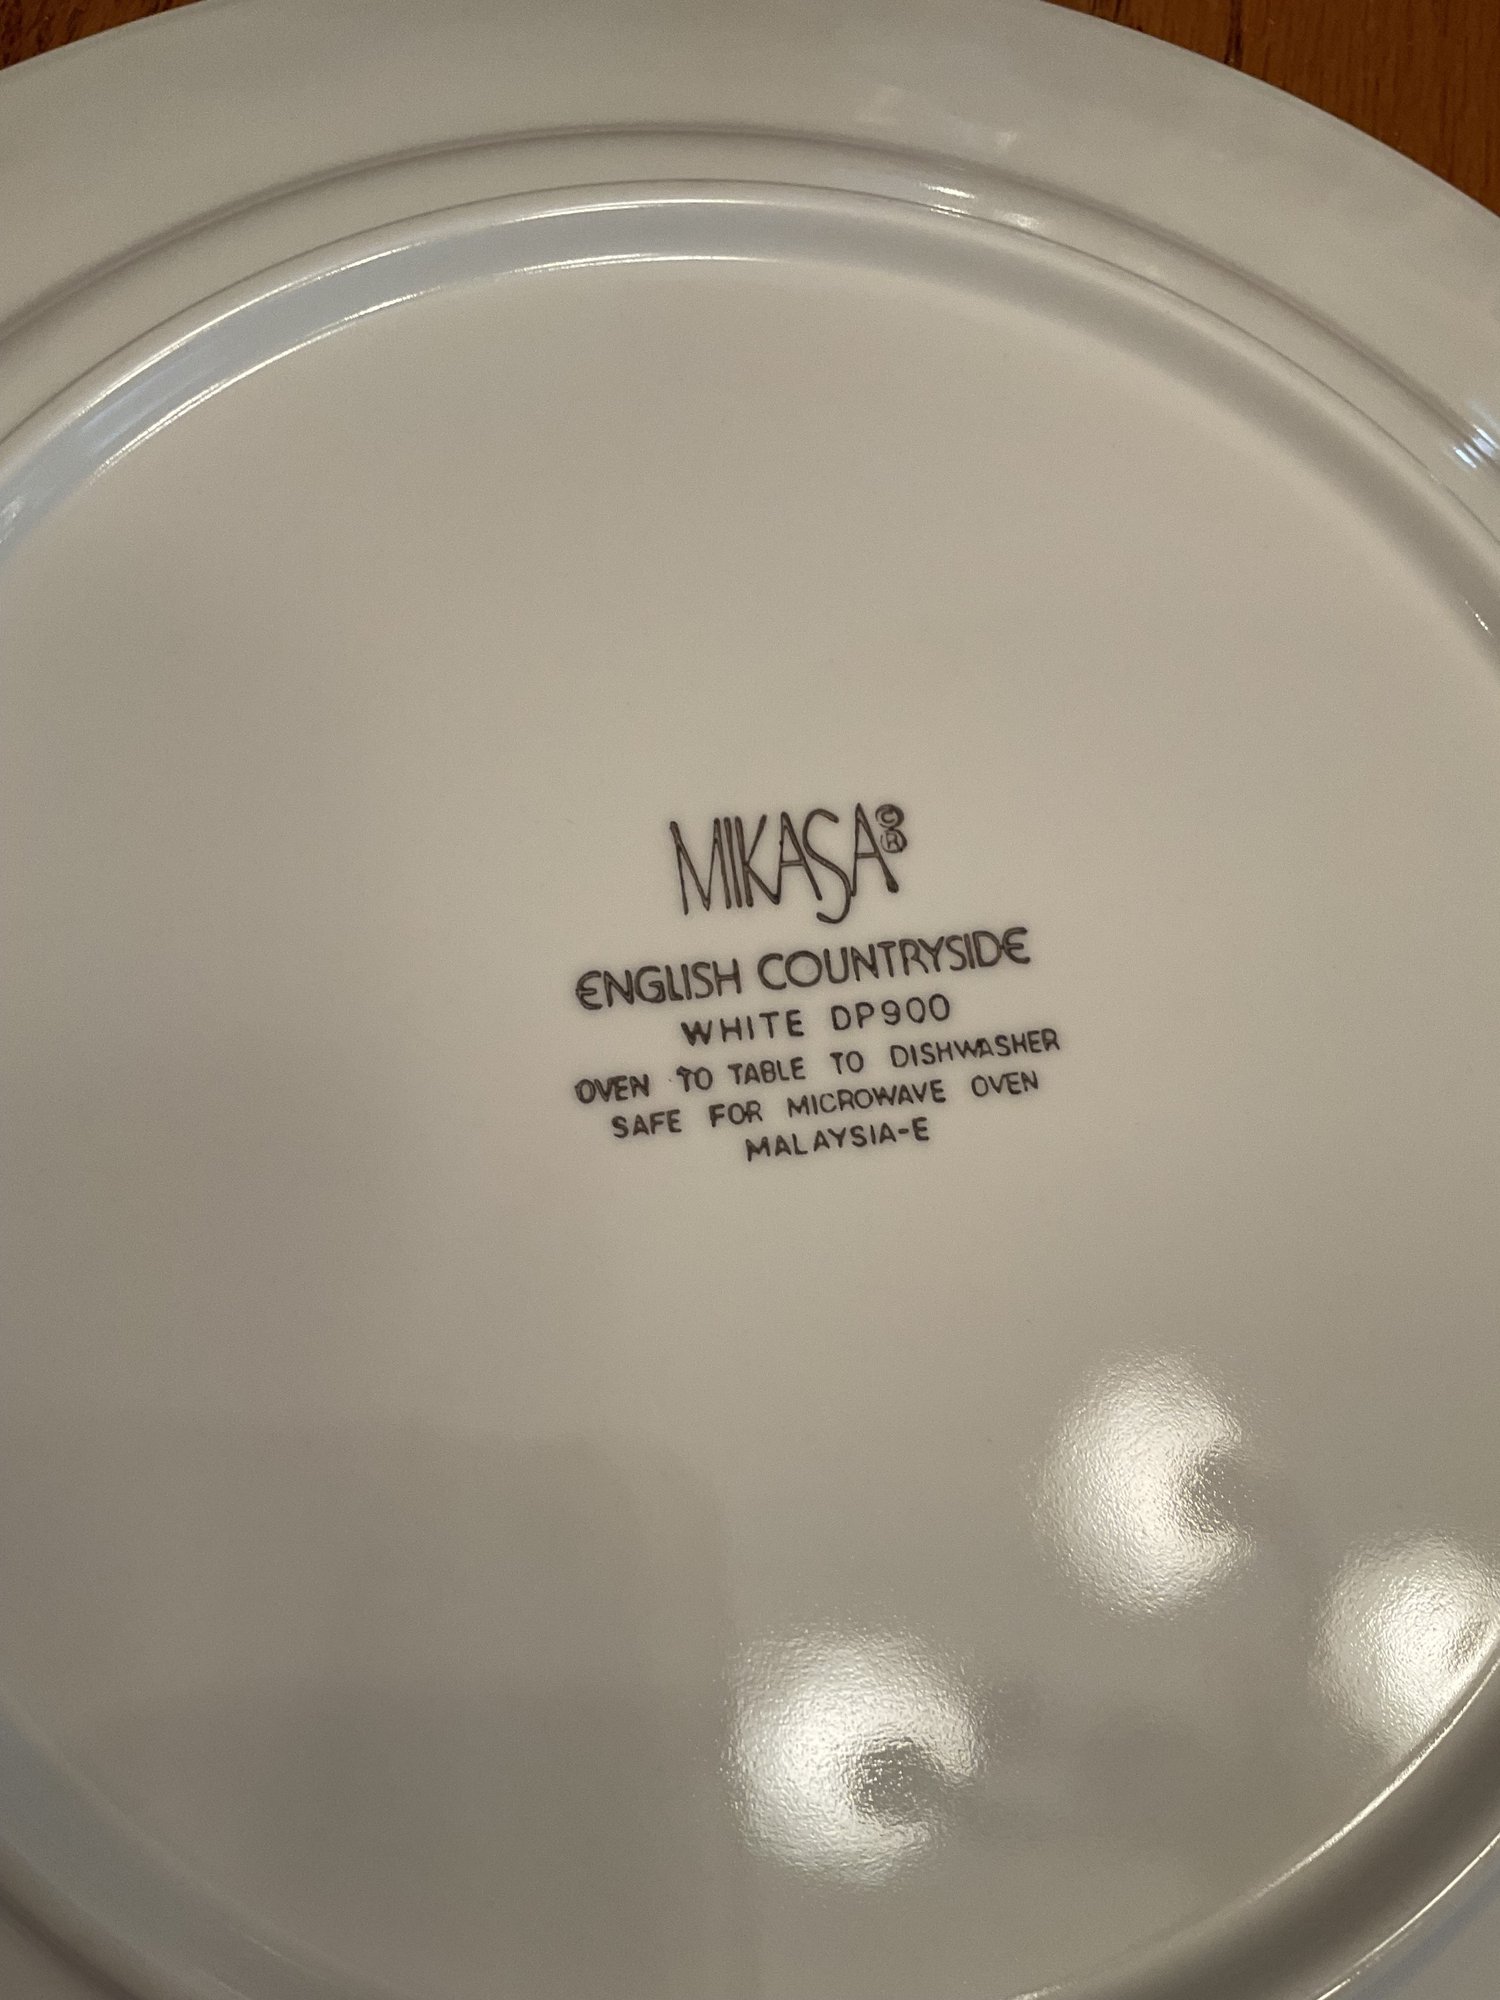 MIKASA©®
ENGLISH COUNTRYSIDE
WHITE DP900
OVEN TO TABLE TO DISHWASHER
SAFE FOR MICROWAVE OVEN
MALAYSIA-E